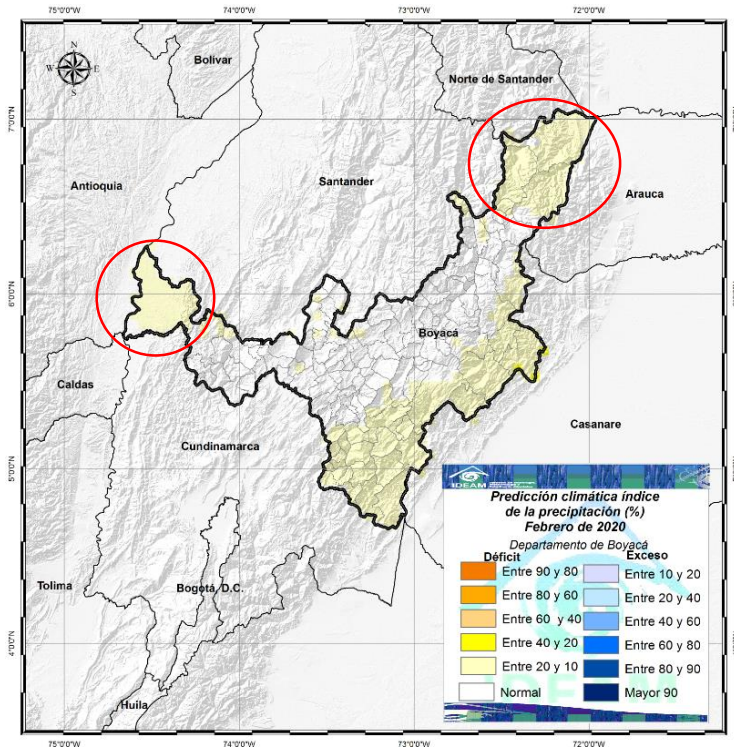 75°0'0"W
74°0'0"W
73°0'0"W
72°0'0"W
N
W
E
S
Bolivar
Norte de Santander
7°0'0"N
Antioquia
Santander
Arauca
6°0'0"N
Boyacá
Caldas
Casanare
Cundinamarca
5°0'0"N
IDEAM
Predicción climática índice
de la precipitación (%)
Febrero de 2020
Departamento de Boyacá
Déficit
Exceso
Entre 90 y 80
Entre 10 y 20
Entre 80 y 60
Entre 20 y 40
Entre 60 y 40
Entre 40 y 60
Entre 40 y 20
Entre 60 y 80
Entre 20 y 10
Entre 80 y 90
Normal
Mayor 90
IDEAM
Tolima
Bogotá, D.C.
4°0'0"N
Huila
75°0'0"W
74°0'0"W
73°0'0"W
72°0'0"W